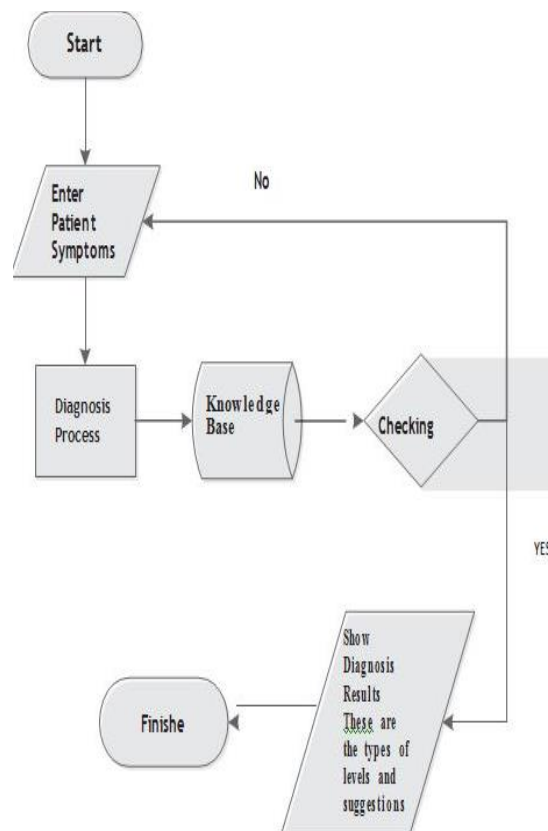 Start
No
Enter
Patient
Symptoms
Diagnosis
Process
Knowledge
Base
Checking
YES
Show
Diagnosis
Results
These are
the types of
levels and
suggestions
Finishe